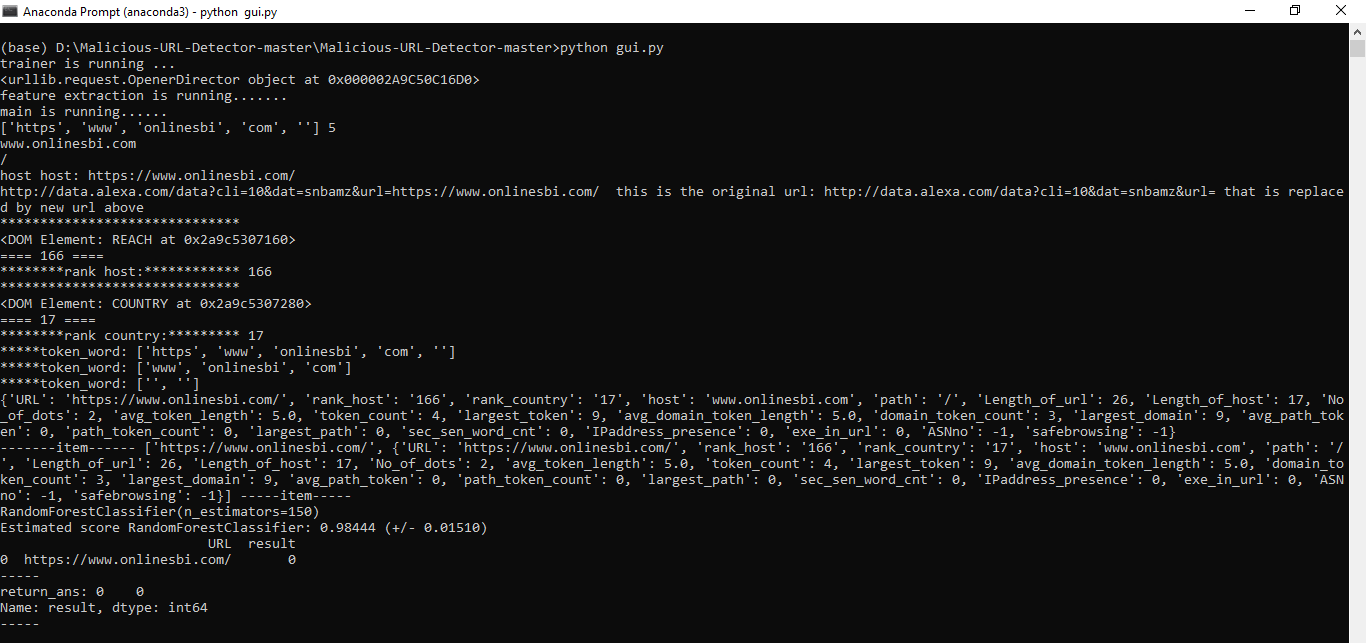 Anaconda Prompt (anaconda3) - python  gui.py
(base) D:\Malicious-URL-Detector-master\Malicious-URL-Detector-master>python gui.py
trainer is running ...
<urllib.request.OpenerDirector object at 0x000002A9C50C16D0>
feature extraction is running.......
main is running......
['https', 'www', 'onlinesbi', 'com', ''] 5
www.onlinesbi.com
/
host host: https://www.onlinesbi.com/
http://data.alexa.com/data?cli=10&dat=snbamz&url=https://www.onlinesbi.com/  this is the original url: http://data.alexa.com/data?cli=10&dat=snbamz&url= that is replace
d by new url above
******************************
<DOM Element: REACH at 0x2a9c5307160>
==== 166 ====
********rank host:************ 166
******************************
<DOM Element: COUNTRY at 0x2a9c5307280>
==== 17 ====
********rank country:********* 17
*****token_word: ['https', 'www', 'onlinesbi', 'com', '']
*****token_word: ['www', 'onlinesbi', 'com']
*****token_word: ['', '']
{'URL': 'https://www.onlinesbi.com/', 'rank_host': '166', 'rank_country': '17', 'host': 'www.onlinesbi.com', 'path': '/', 'Length_of_url': 26, 'Length_of_host': 17, 'No
_of_dots': 2, 'avg_token_length': 5.0, 'token_count': 4, 'largest_token': 9, 'avg_domain_token_length': 5.0, 'domain_token_count': 3, 'largest_domain': 9, 'avg_path_tok
en': 0, 'path_token_count': 0, 'largest_path': 0, 'sec_sen_word_cnt': 0, 'IPaddress_presence': 0, 'exe_in_url': 0, 'ASNno': -1, 'safebrowsing': -1}
-------item------ ['https://www.onlinesbi.com/', {'URL': 'https://www.onlinesbi.com/', 'rank_host': '166', 'rank_country': '17', 'host': 'www.onlinesbi.com', 'path': '/
', 'Length_of_url': 26, 'Length_of_host': 17, 'No_of_dots': 2, 'avg_token_length': 5.0, 'token_count': 4, 'largest_token': 9, 'avg_domain_token_length': 5.0, 'domain_to
ken_count': 3, 'largest_domain': 9, 'avg_path_token': 0, 'path_token_count': 0, 'largest_path': 0, 'sec_sen_word_cnt': 0, 'IPaddress_presence': 0, 'exe_in_url': 0, 'ASN
no': -1, 'safebrowsing': -1}] -----item-----
RandomForestClassifier(n_estimators=150)
Estimated score RandomForestClassifier: 0.98444 (+/- 0.01510)
                          URL  result
0  https://www.onlinesbi.com/       0
-----
return_ans: 0    0
Name: result, dtype: int64
-----